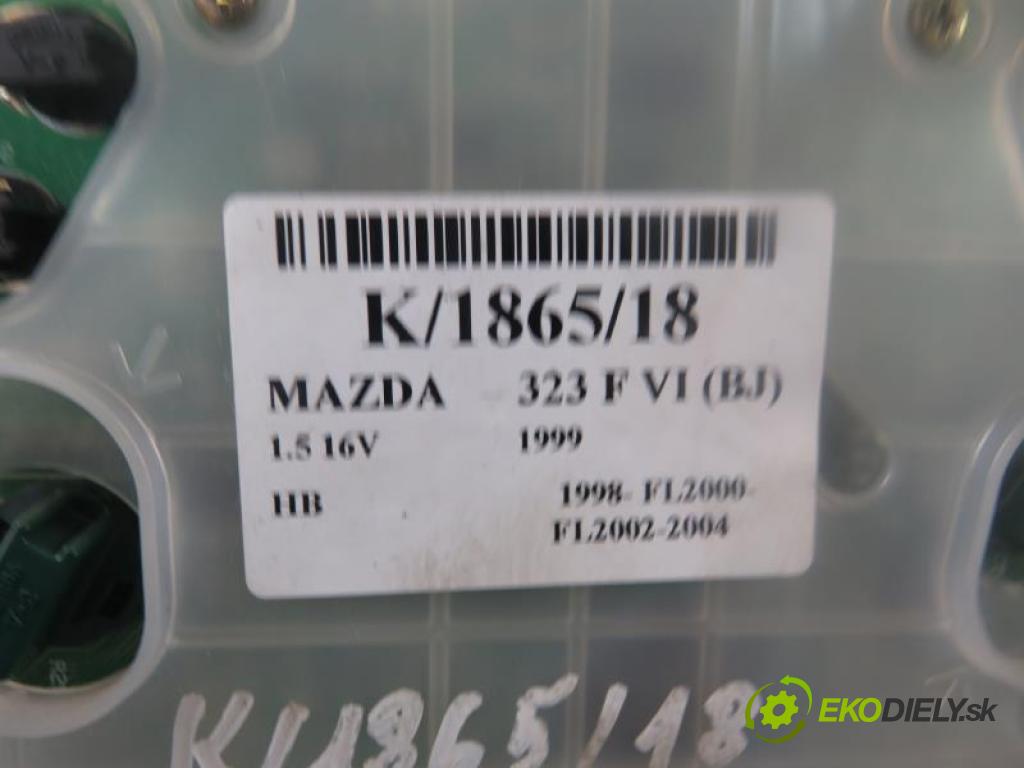 K/1865/18
MAZDA 323 F VI (BJ)
1.5 16V 1999
HB 1998- FL2000-
FL2002-2004
K/1865/18
EKODIELY.sk